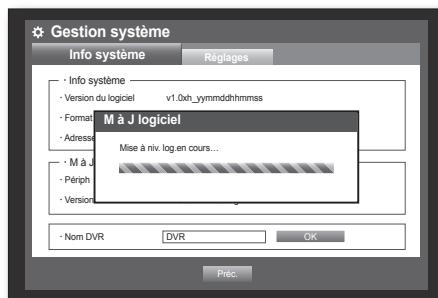 Gestion système
Info système
Réglages
· Info système
· Version du logiciel v1.0xh_yymmddhhmmss
· Format
M à J logiciel
· Adresse
Mise à niv. log.en cours…
· M à J
· Périph
· Version
· Nom DVR DVR OK
Préc.